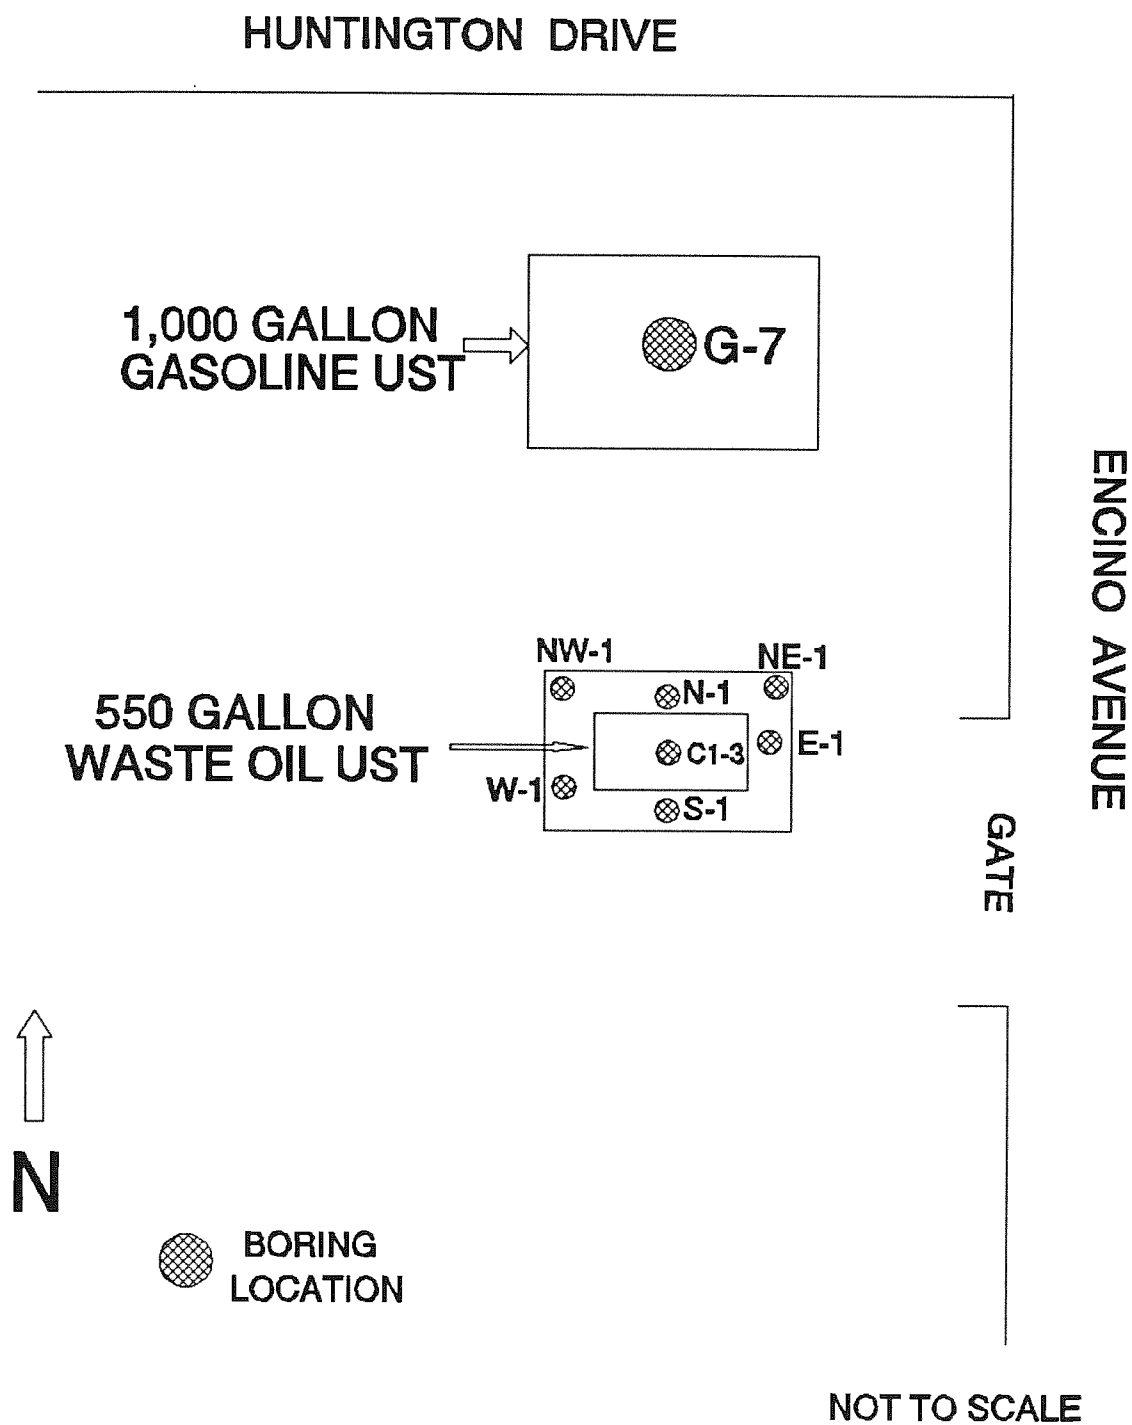 HUNTINGTON DRIVE
1,000 GALLON
GASOLINE UST
G-7
ENCINO AVENUE
NW-1
NE-1
N-1
550 GALLON
WASTE OIL UST
C1-3
E-1
W-1
S-1
GATE
N
BORING
LOCATION
NOT TO SCALE